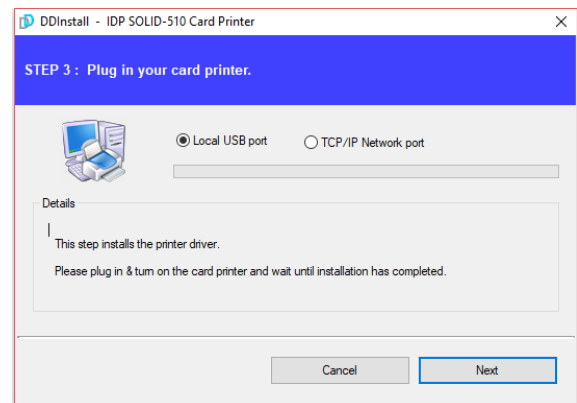 DDInstall - IDP SOLID-510 Card Printer
STEP 3 : Plug in your card printer.
Local USB port
TCP/IP Network port
Details
This step installs the printer driver.
Please plug in & turn on the card printer and wait until installation has completed.
Cancel
Next